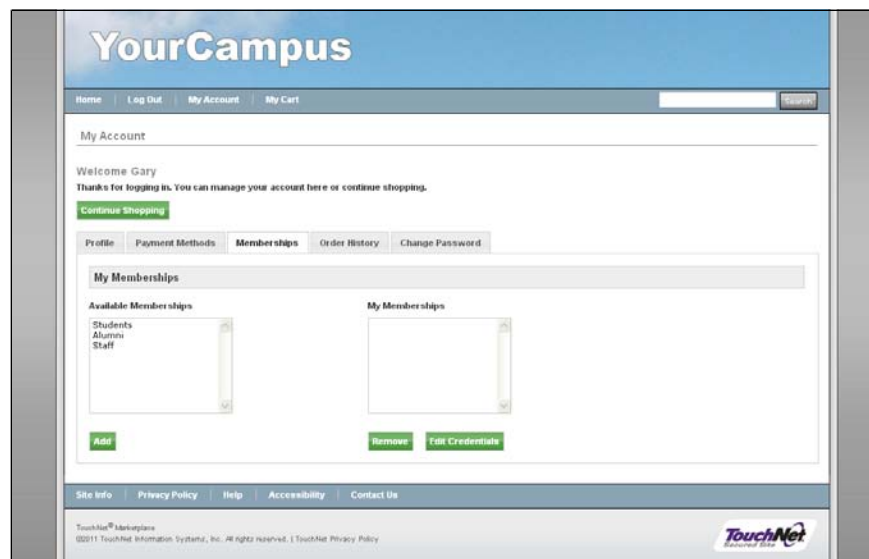 YourCampus
Home Log Out My Account My Cart Search
My Account
Welcome Gary
Thanks for logging in. You can manage your account here or continue shopping.
Continue Shopping
Profile Payment Methods Memberships Order History Change Password
My Memberships
Available Memberships My Memberships
Students
Alumni
Staff
Add Remove Edit Credentials
Site Info Privacy Policy Help Accessibility Contact Us
TouchNet® Marketplace
©2011 TouchNet Information Systems, Inc. All rights reserved. | TouchNet Privacy Policy
TouchNet
Secured Site